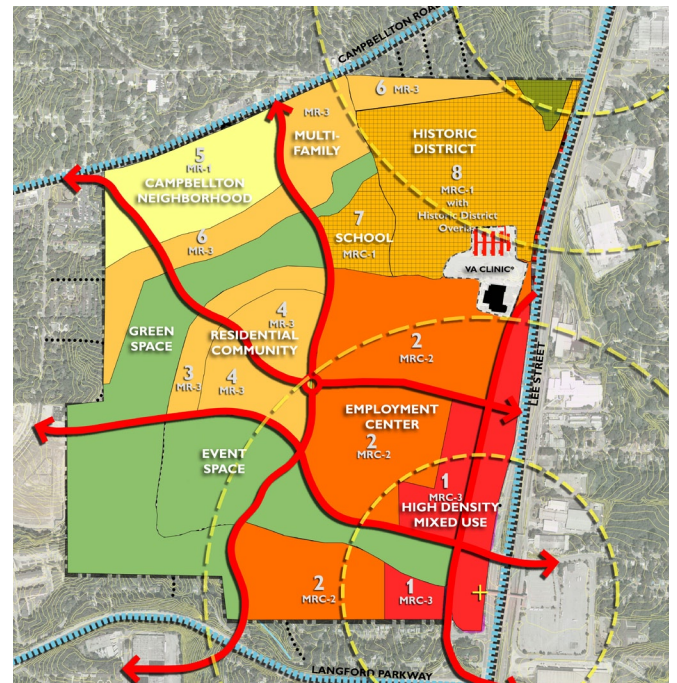 CAMPBELLTON ROAD
6 MR-3
MR-3
MULTI-
FAMILY
HISTORIC
DISTRICT
8
MRC-1
with
Historic District
5
MR-1
CAMPBELLTON
NEIGHBORHOOD
7
SCHOOL
MRC-1
6
MR-3
VA CLINIC°
GREEN
SPACE
4
MR-3
RESIDENTIAL
COMMUNITY
2
MRC-2
3
MR-3
4
MR-3
LEE STREET
EMPLOYMENT
CENTER
2
MRC-2
EVENT
SPACE
1
MRC-3
HIGH DENSITY
MIXED USE
2
MRC-2
1
MRC-3
LANGFORD PARKWAY